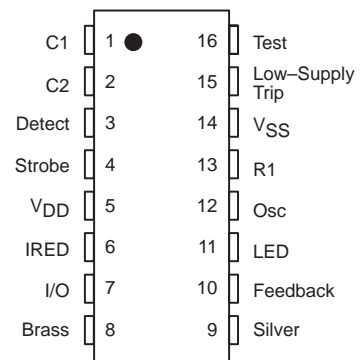 C1 1 16 Test
C2 2 15 Low–Supply Trip
Detect 3 14 VSS
Strobe 4 13 R1
VDD 5 12 Osc
IRED 6 11 LED
I/O 7 10 Feedback
Brass 8 9 Silver